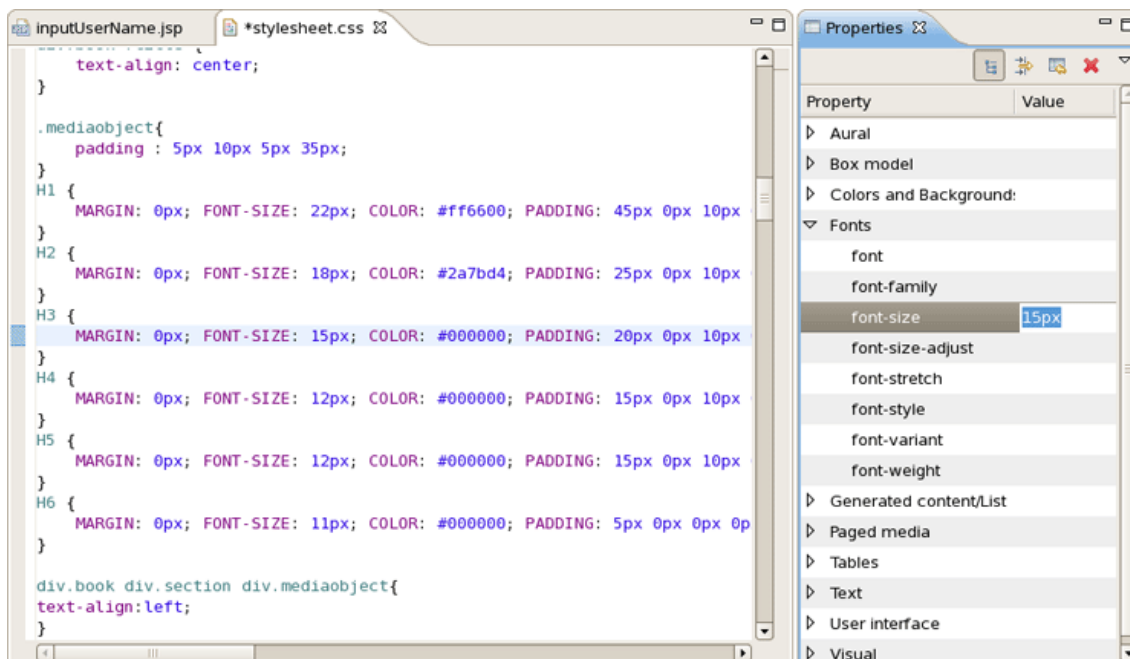 inputUserName.jsp
*stylesheet.css
text-align: center;
}
.mediaobject{
padding : 5px 10px 5px 35px;
}
H1 {
MARGIN: 0px; FONT-SIZE: 22px; COLOR: #ff6600; PADDING: 45px 0px 10px
}
H2 {
MARGIN: 0px; FONT-SIZE: 18px; COLOR: #2a7bd4; PADDING: 25px 0px 10px
}
H3 {
MARGIN: 0px; FONT-SIZE: 15px; COLOR: #000000; PADDING: 20px 0px 10px
}
H4 {
MARGIN: 0px; FONT-SIZE: 12px; COLOR: #000000; PADDING: 15px 0px 10px
}
H5 {
MARGIN: 0px; FONT-SIZE: 12px; COLOR: #000000; PADDING: 15px 0px 10px
}
H6 {
MARGIN: 0px; FONT-SIZE: 11px; COLOR: #000000; PADDING: 5px 0px 0px 0p
}
div.book div.section div.mediaobject{
text-align:left;
}
Properties
Property Value
Aural
Box model
Colors and Background
Fonts
font
font-family
font-size 15px
font-size-adjust
font-stretch
font-style
font-variant
font-weight
Generated content/List
Paged media
Tables
Text
User interface
Visual